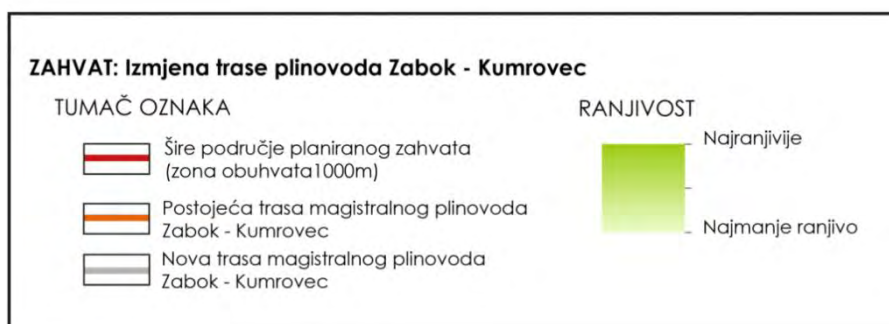 ZAHVAT: Izmjena trase plinovoda Zabok - Kumrovec
TUMAČ OZNAKA
Šire područje planiranog zahvata
(zona obuhvata1000m)
Postojeća trasa magistralnog plinovoda
Zabok - Kumrovec
Nova trasa magistralnog plinovoda
Zabok - Kumrovec
RANJIVOST
Najranjivije
Najmanje ranjivo